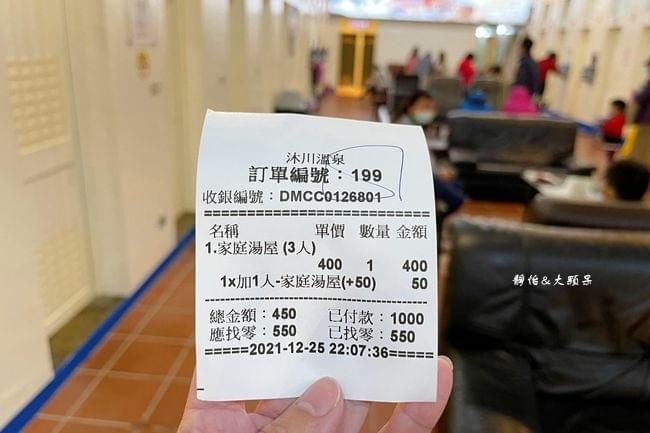 沐川溫泉
訂單編號：199
收銀編號：DMCC0126801
名稱 單價 數量 金額
1.家庭湯屋 (3人)
400 1 400
1x加1人-家庭湯屋(+50) 50
總金額：450 已付款：1000
應找零：550 已找零：550
=====2021-12-25 22:07:36=====
靜怡&大顆呆